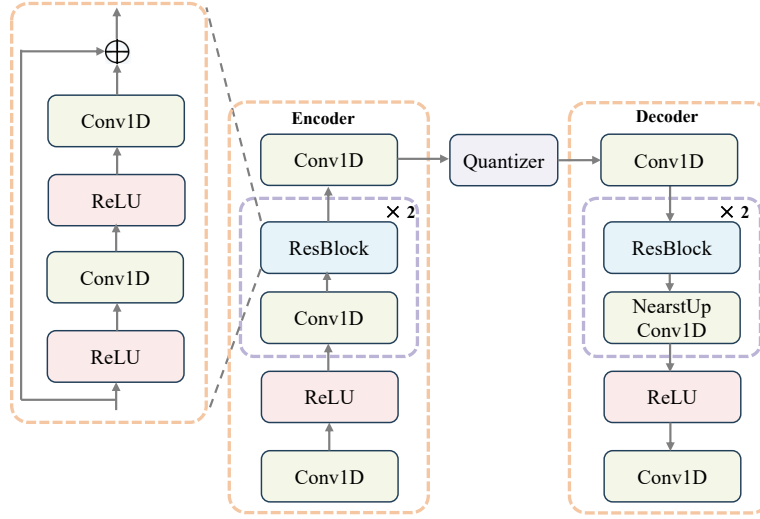 Conv1D
ReLU
Conv1D
ReLU
Encoder
Conv1D
× 2
ResBlock
Conv1D
ReLU
Conv1D
Quantizer
Decoder
Conv1D
× 2
ResBlock
NearstUp
Conv1D
ReLU
Conv1D